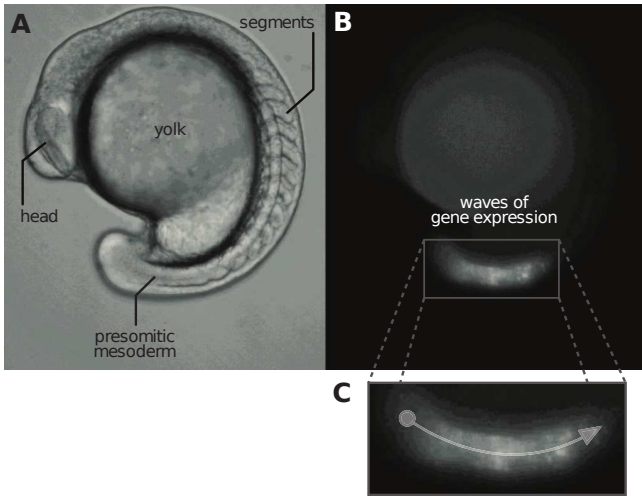 A
segments
yolk
head
presomitic
mesoderm
B
waves of
gene expression
C